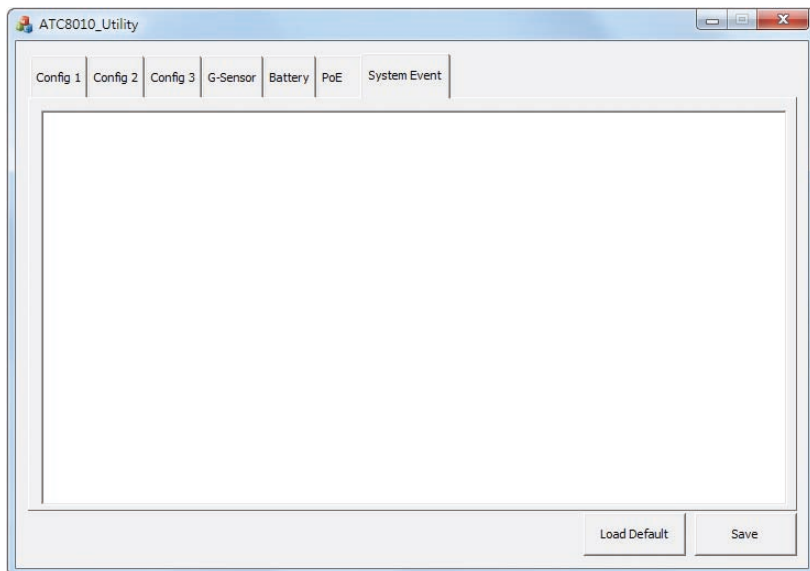 ATC8010_Utility
Config 1 Config 2 Config 3 G-Sensor Battery PoE System Event
Load Default Save